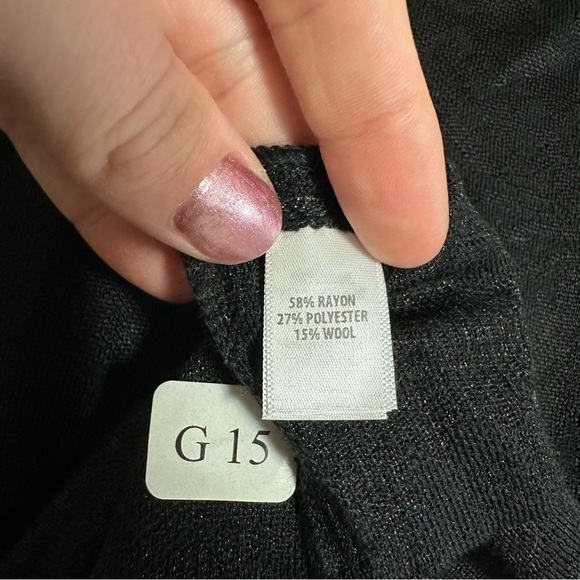 58% RAYON
27% POLYESTER
15% WOOL
G 15